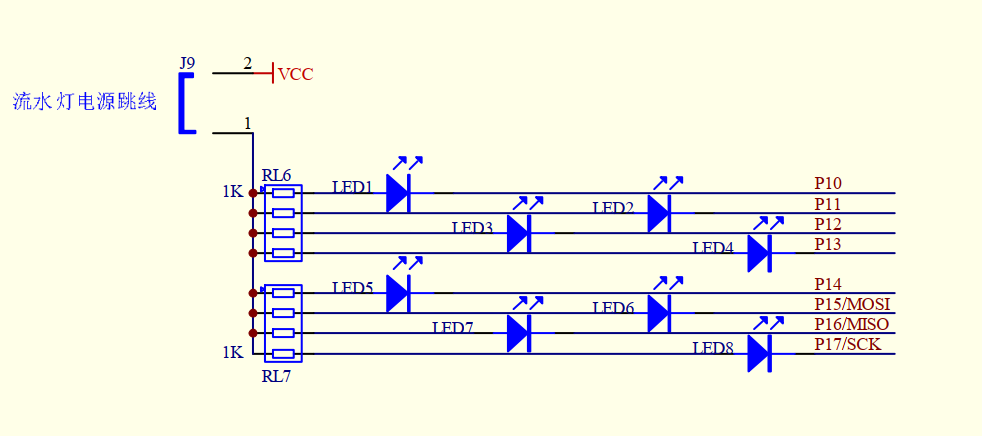 J9
2
VCC
流水灯电源跳线
1
RL6
1K
LED1
P10
LED2
P11
LED3
P12
LED4
P13
LED5
P14
LED6
P15/MOSI
LED7
P16/MISO
1K
LED8
P17/SCK
RL7